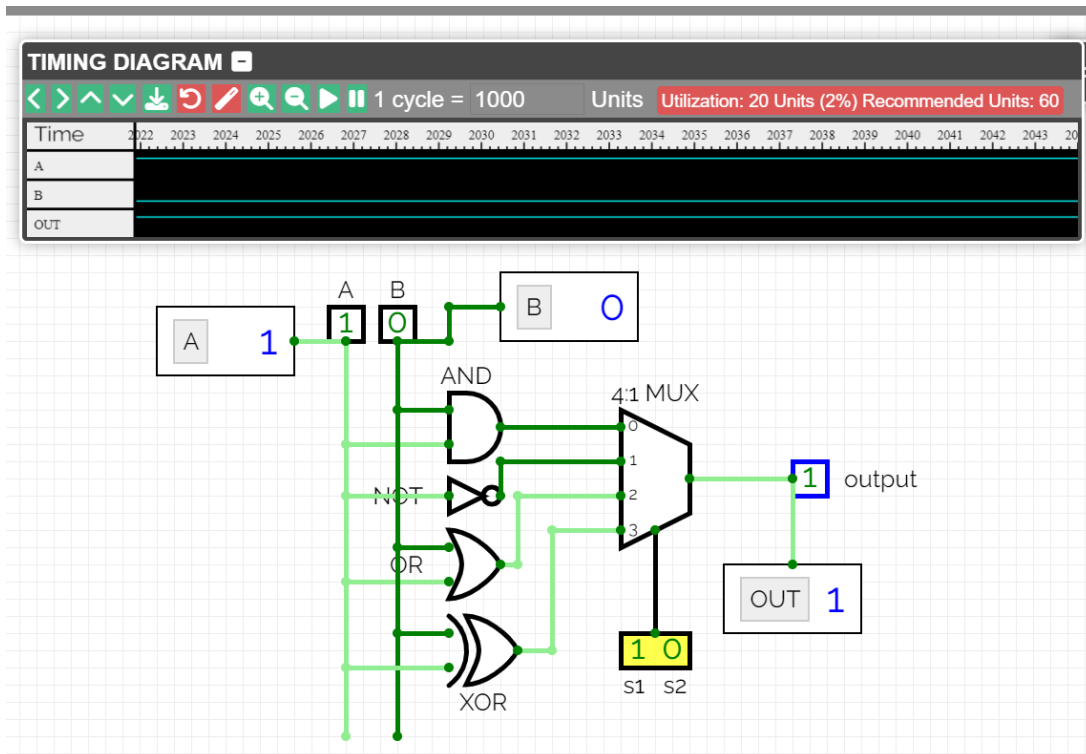 TIMING DIAGRAM
1 cycle = 1000 Units Utilization: 20 Units (2%) Recommended Units: 60
Time 2022 2023 2024 2025 2026 2027 2028 2029 2030 2031 2032 2033 2034 2035 2036 2037 2038 2039 2040 2041 2042 2043 20
A
B
OUT
A B
A 1
1 0
B 0
AND
4:1 MUX
0
1
NOT
2
3
OR
1 output
OUT 1
1 0
s1 s2
XOR